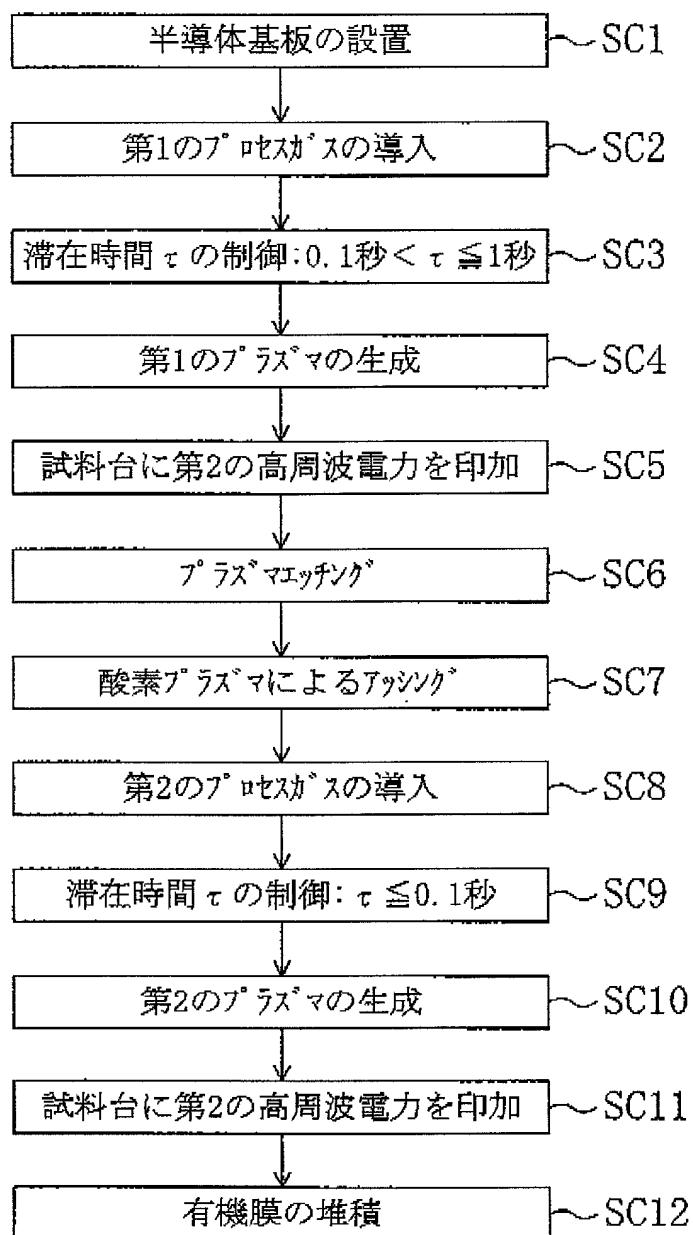 半導体基板の設置 SC1
第1のプロセスガスの導入 SC2
滞在時間τの制御:0.1秒<τ≦1秒 SC3
第1のプラズマの生成 SC4
試料台に第2の高周波電力を印加 SC5
プラズマエッチング SC6
酸素プラズマによるアッシング SC7
第2のプロセスガスの導入 SC8
滞在時間τの制御:τ≦0.1秒 SC9
第2のプラズマの生成 SC10
試料台に第2の高周波電力を印加 SC11
有機膜の堆積 SC12